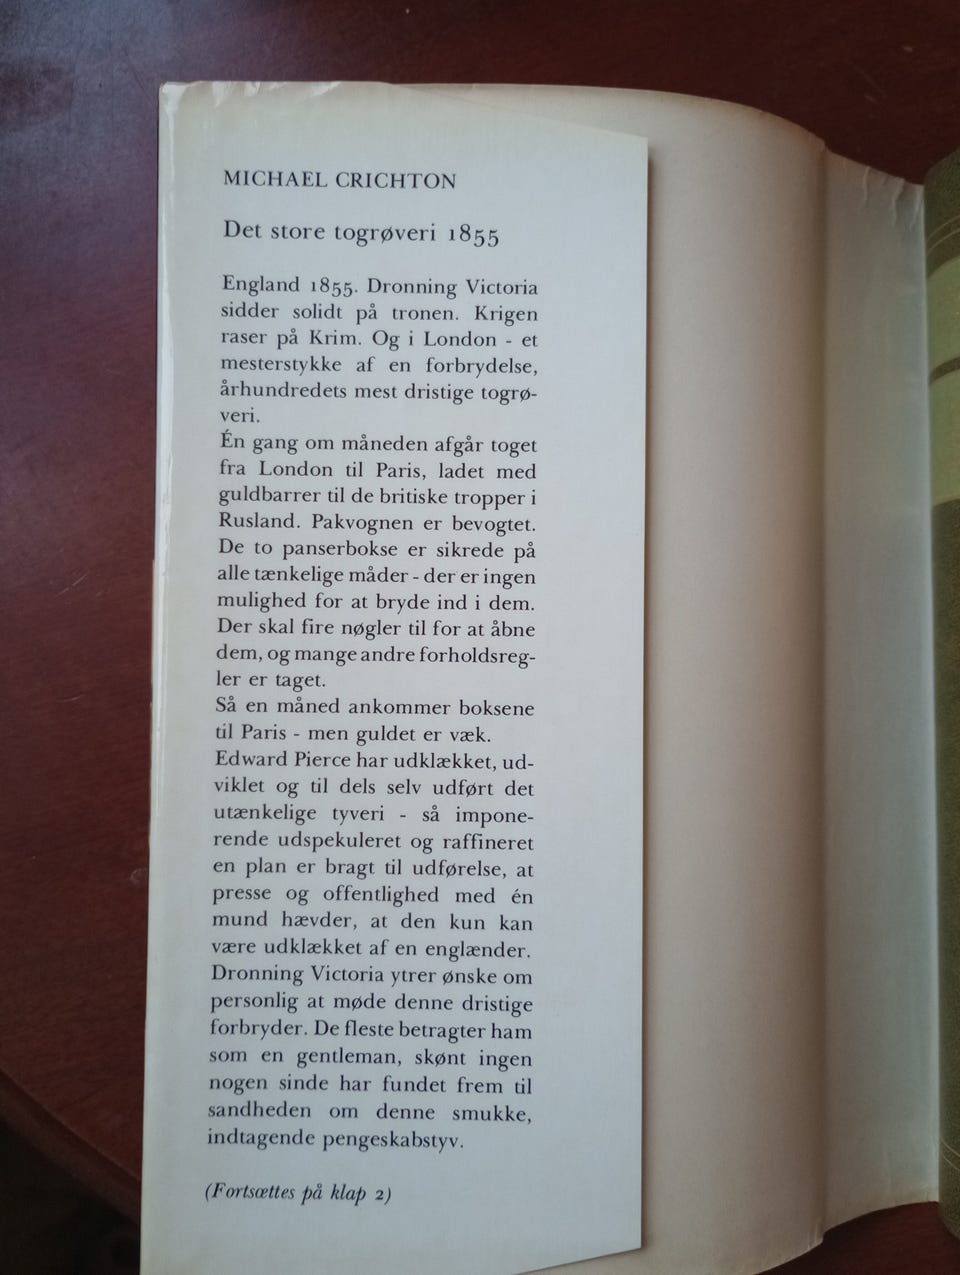 MICHAEL CRICHTON
Det store togrøveri 1855
England 1855. Dronning Victoria
sidder solidt på tronen. Krigen
raser på Krim. Og i London - et
mesterstykke af en forbrydelse,
århundredets mest dristige togrø-
veri.
Én gang om måneden afgår toget
fra London til Paris, ladet med
guldbarrer til de britiske tropper i
Rusland. Pakvognen er bevogtet.
De to panserbokse er sikrede på
alle tænkelige måder - der er ingen
mulighed for at bryde ind i dem.
Der skal fire nøgler til for at åbne
dem, og mange andre forholdsreg-
ler er taget.
Så en måned ankommer boksene
til Paris - men guldet er væk.
Edward Pierce har udklækket, ud-
viklet og til dels selv udført det
utænkelige tyveri - så impone-
rende udspekuleret og raffineret
en plan er bragt til udførelse, at
presse og offentlighed med én
mund hævder, at den kun kan
være udklækket af en englænder.
Dronning Victoria ytrer ønske om
personlig at møde denne dristige
forbryder. De fleste betragter ham
som en gentleman, skønt ingen
nogen sinde har fundet frem til
sandheden om denne smukke,
indtagende pengeskabstyv.
(Fortsættes på klap 2)